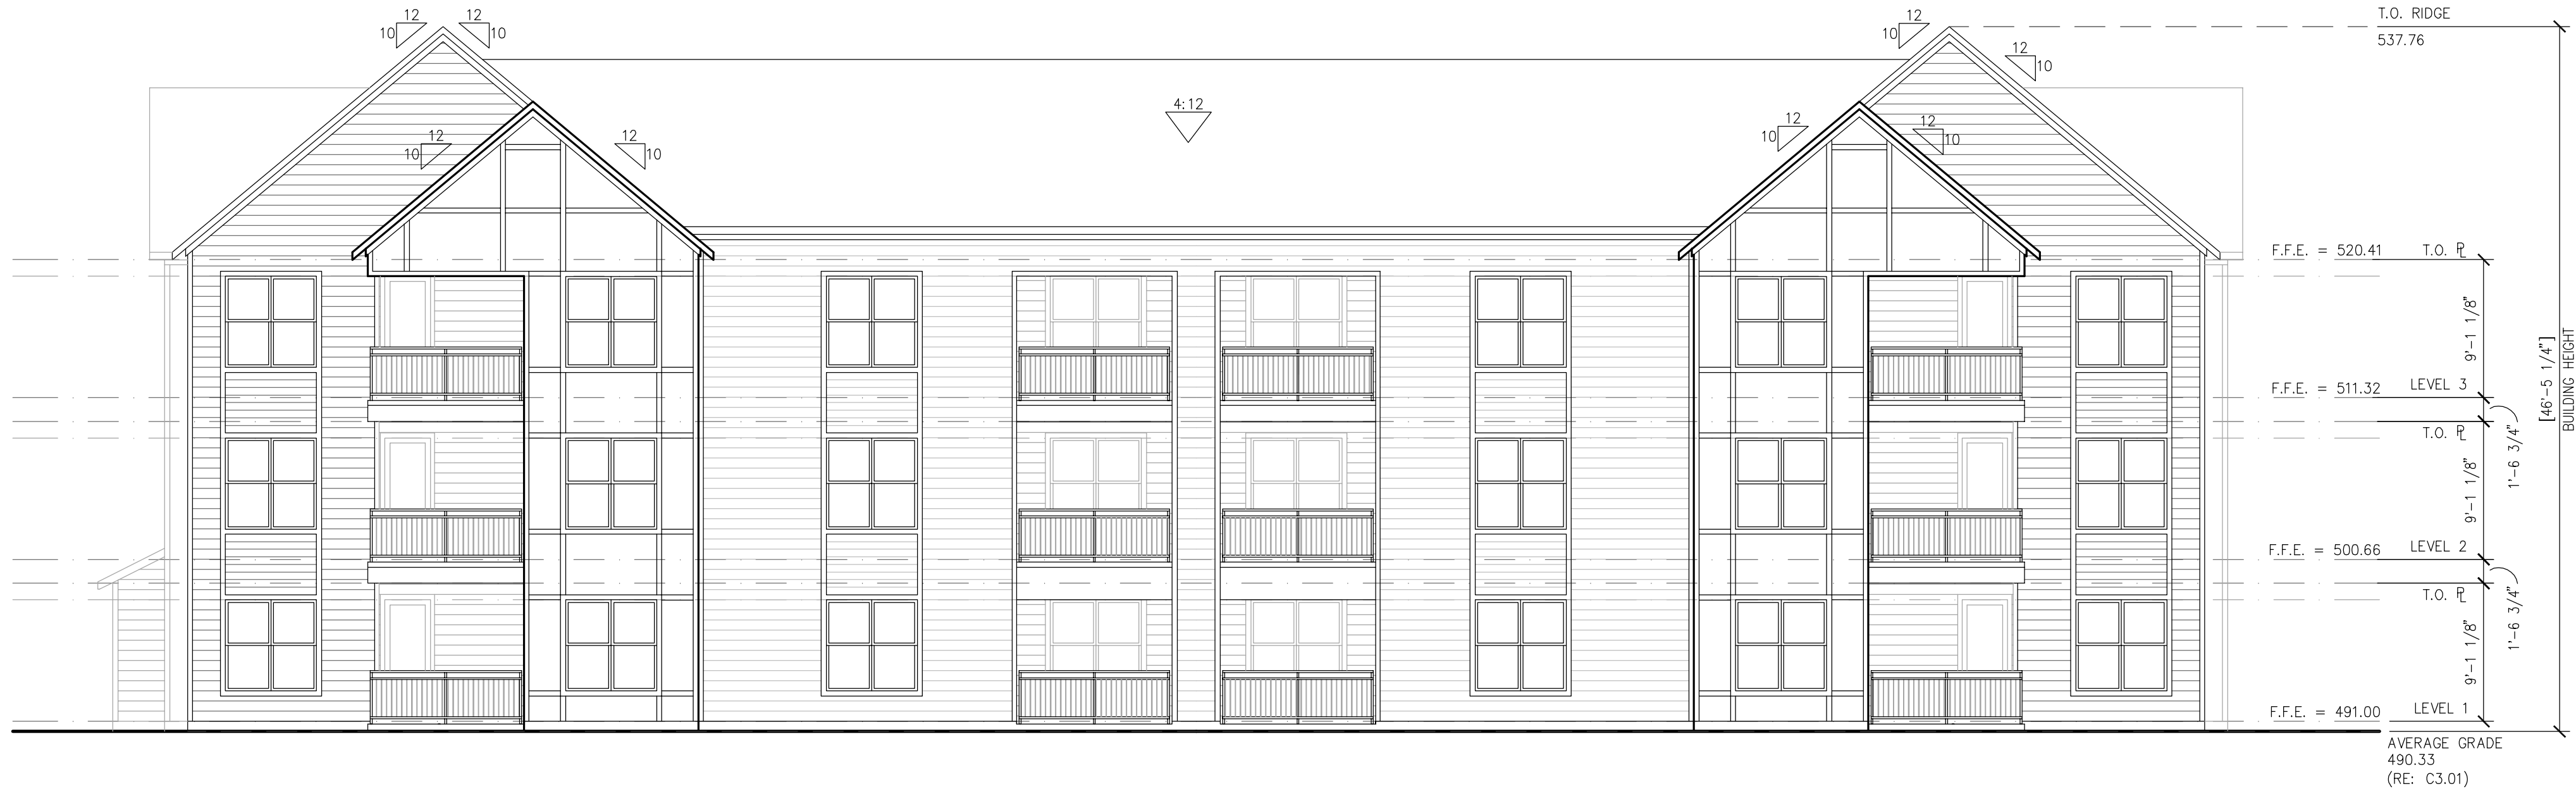 12
12
10
10
12
10
12
10
T.O. RIDGE
537.76
12
10
12
10
4:12
12
10
12
10
F.F.E. = 520.41 T.O. PL
9'-1 1/8"
F.F.E. = 511.32 LEVEL 3
1'-6 3/4"
T.O. PL
9'-1 1/8"
F.F.E. = 500.66 LEVEL 2
1'-6 3/4"
T.O. PL
9'-1 1/8"
F.F.E. = 491.00 LEVEL 1
[46'-5 1/4"]
BUILDING HEIGHT
AVERAGE GRADE
490.33
(RE: C3.01)